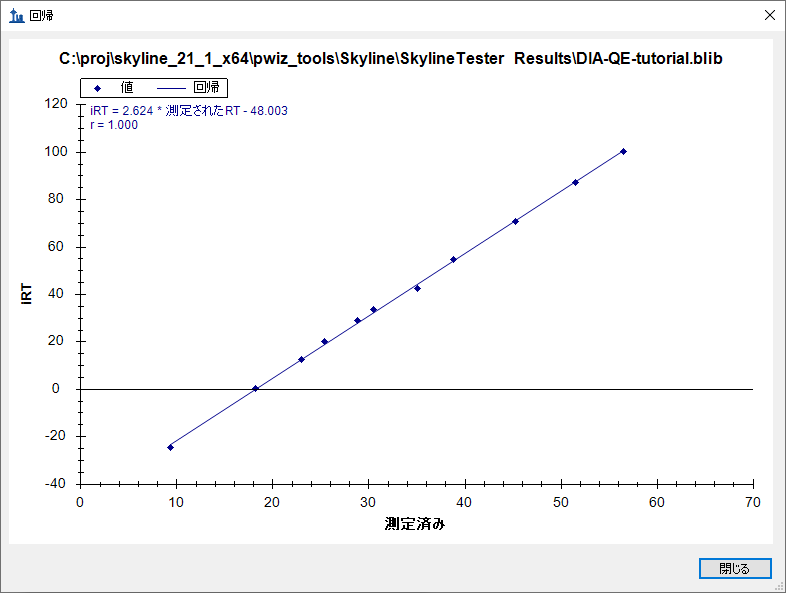 回帰
C:\proj\skyline_21_1_x64\pwiz_tools\Skyline\SkylineTester Results\DIA-QE-tutorial.blib
値 回帰
iRT = 2.624 * 測定されたRT - 48.003
r = 1.000
120
100
80
60
40
20
0
-20
-40
iRT
0 10 20 30 40 50 60 70
測定済み
閉じる